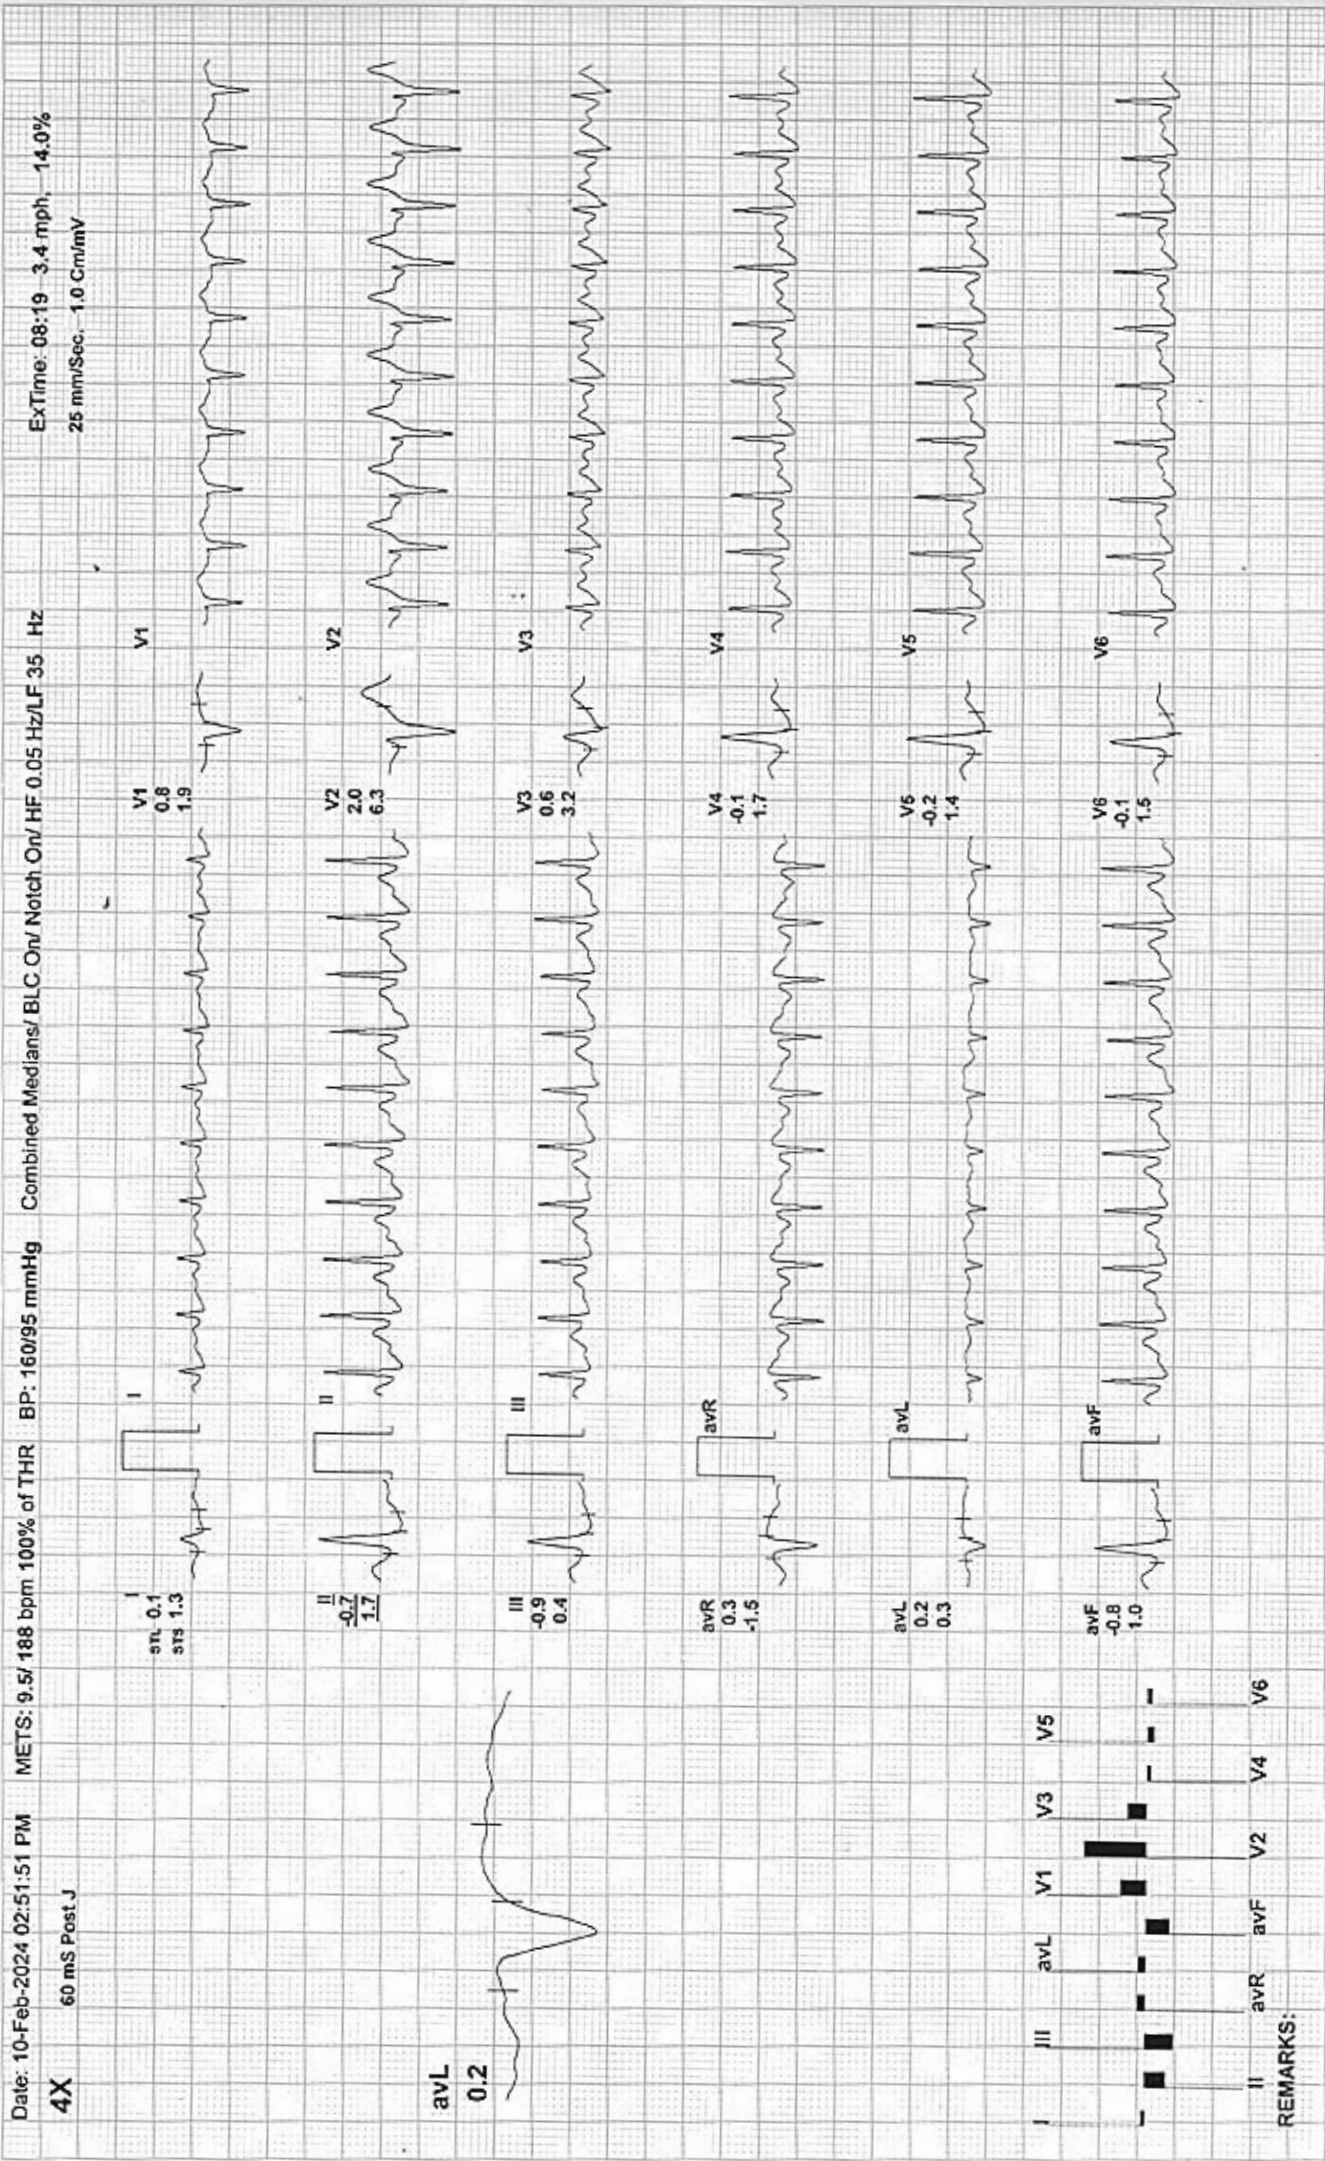 Date: 10-Feb-2024 02:51:51 PM METS: 9.5/ 188 bpm 100% of THR BP: 160/95 mmHg Combined Medians/ BLC On/ Notch On/ HF 0.05 Hz/LF 35 Hz ExTime: 08:19 3.4 mph, 14.0%
4X 60 mS Post J 25 mm/Sec. 1.0 Cm/mV
avL
0.2
I
STL -0.1
STS 1.3
I
V1
0.8
1.9
V1
II
-0.7
1.7
II
V2
2.0
6.3
V2
III
-0.9
0.4
III
V3
0.6
3.2
V3
avR
0.3
-1.5
avR
V4
-0.1
1.7
V4
avL
0.2
0.3
avL
V5
-0.2
1.4
V5
avF
-0.8
1.0
avF
V6
-0.1
1.5
V6
I III avL V1 V3 V5
II avR avF V2 V4 V6
REMARKS: